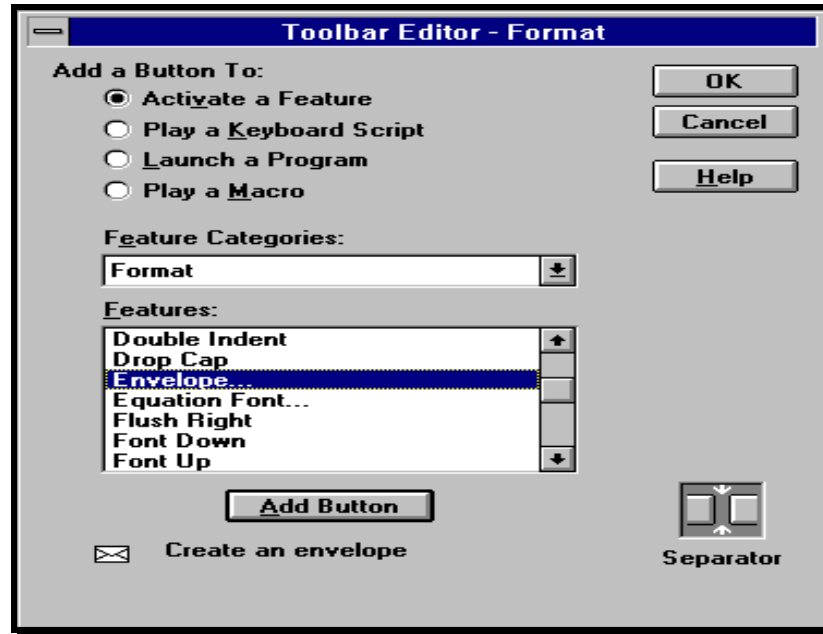 Toolbar Editor - Format
Add a Button To:
Activate a Feature
Play a Keyboard Script
Launch a Program
Play a Macro
OK
Cancel
Help
Feature Categories:
Format
Features:
Double Indent
Drop Cap
Envelope...
Equation Font...
Flush Right
Font Down
Font Up
Add Button
Create an envelope
Separator